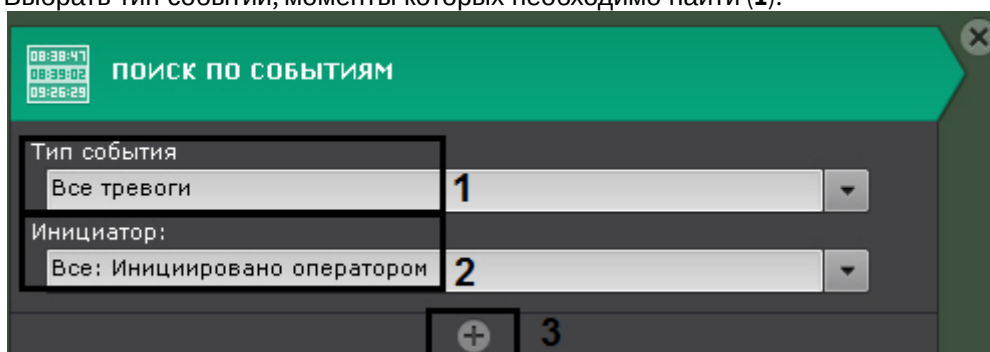 Выбрать тип событий, моменты которых необходимо найти (1).
08:38:47
08:39:02
09:26:29
ПОИСК ПО СОБЫТИЯМ
Тип события
Все тревоги 1
Инициатор:
Все: Инициировано оператором 2
3